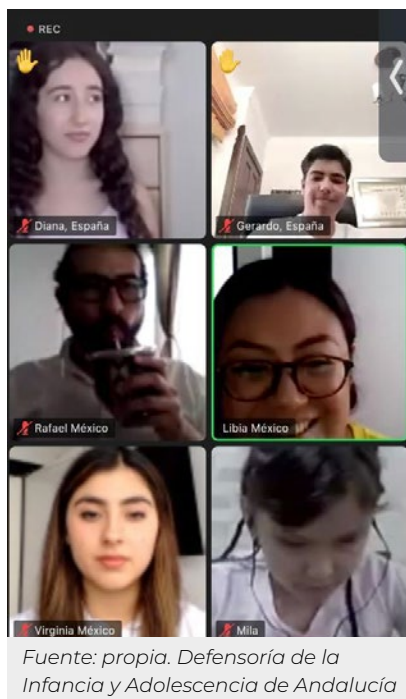 REC
Diana, España
Gerardo, España
Rafael México
Libia México
Virginia México
Mila
Fuente: propia. Defensoría de la
Infancia y Adolescencia de Andalucía